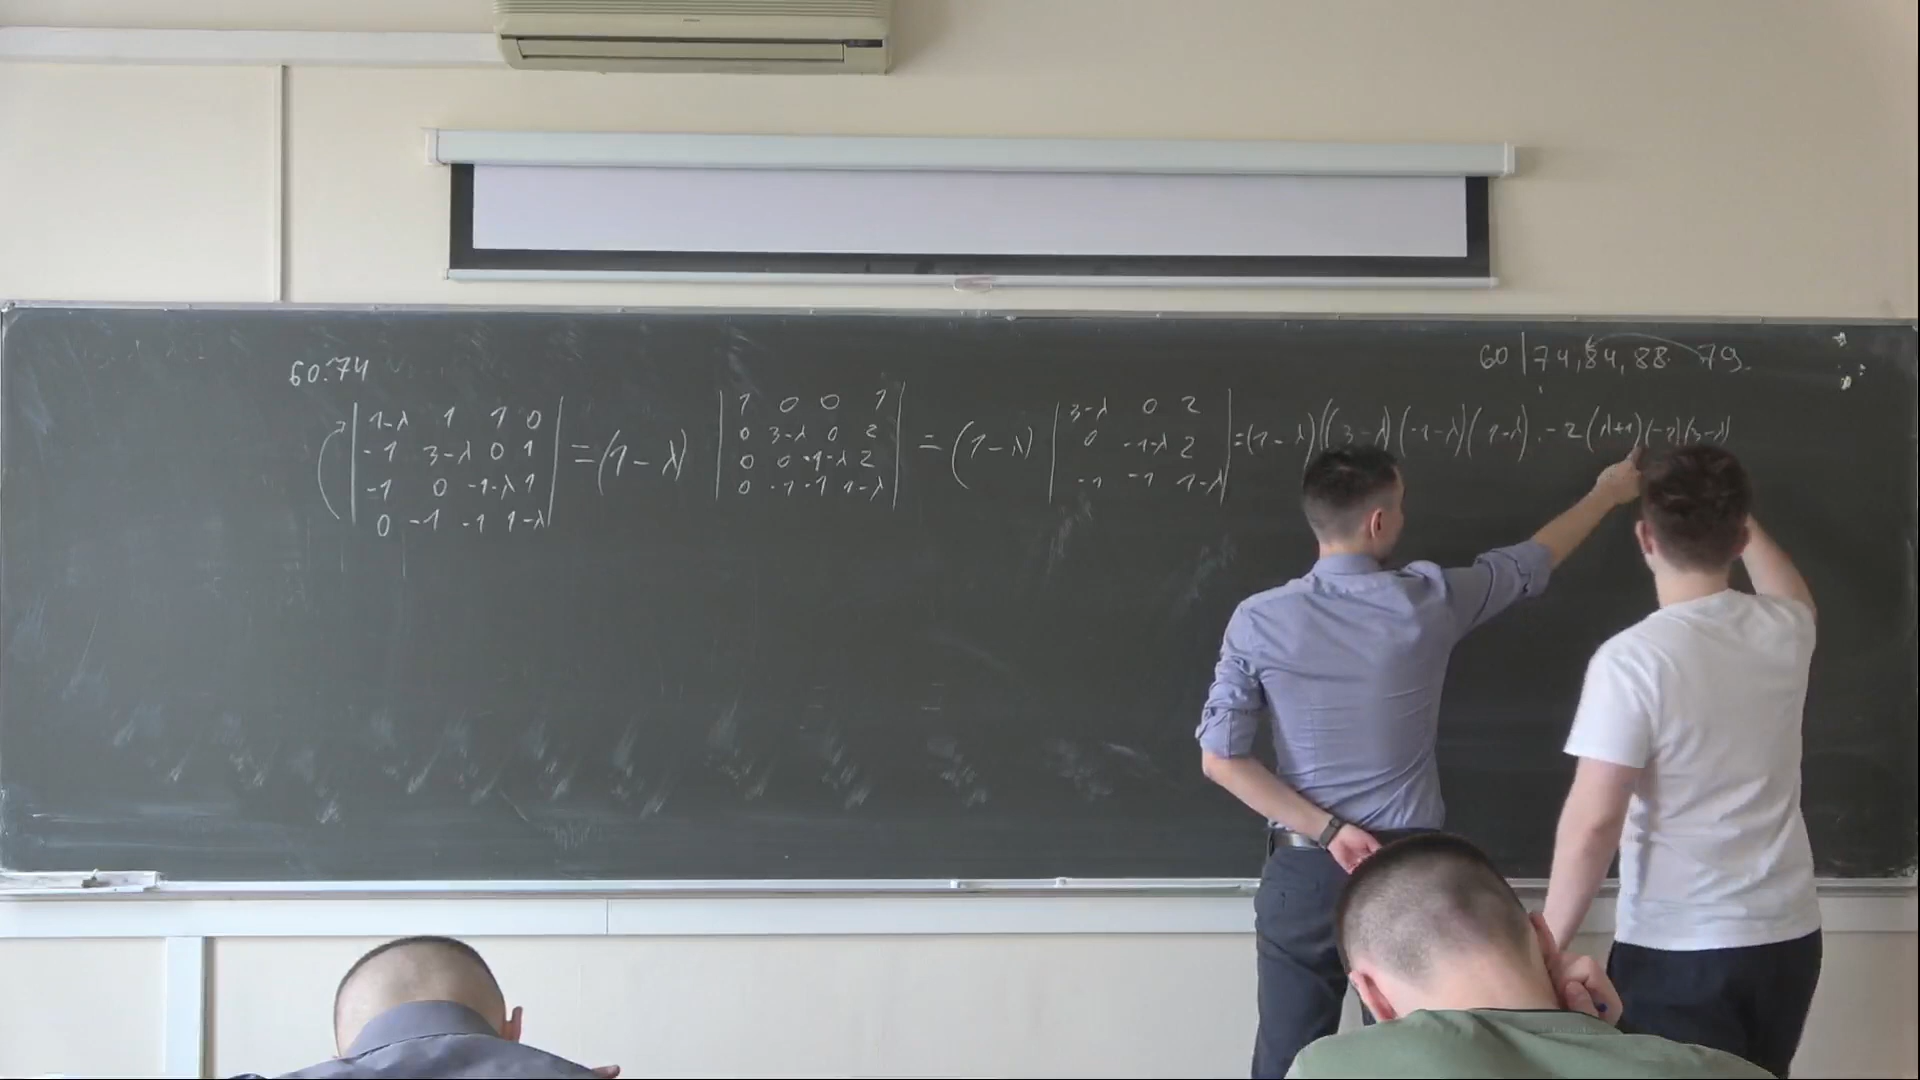 60 | 74, 84, 88. 79.
60.74
| 1-λ 1 1 0 | = (1-λ) | 1 0 0 1 | = (1-λ) | 3-λ 0 2 | = (1-λ)((3-λ)(-1-λ)(1-λ) - 2(λ+1)(-2)(3-λ)
| -1 3-λ 0 1 | | 0 3-λ 0 2 | | 0 -1-λ 2 |
| -1 0 -1-λ 1 | | 0 0 -1-λ 2 | | -1 -1 1-λ |
| 0 -1 -1 1-λ | | 0 -1 -1 1-λ |